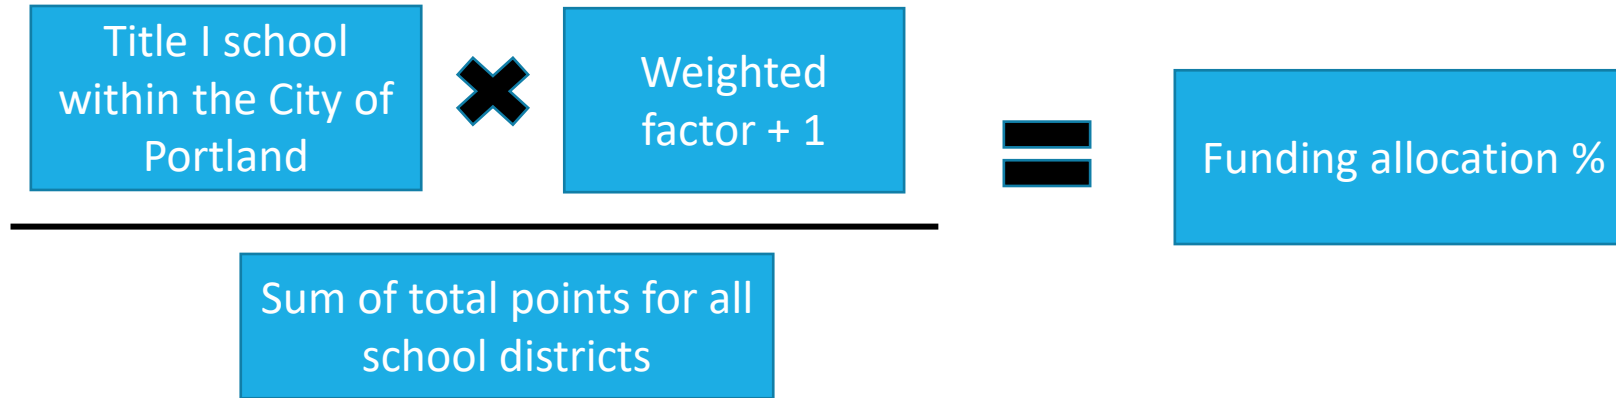 Title I school
within the City of
Portland
Weighted
factor + 1
Funding allocation %
Sum of total points for all
school districts